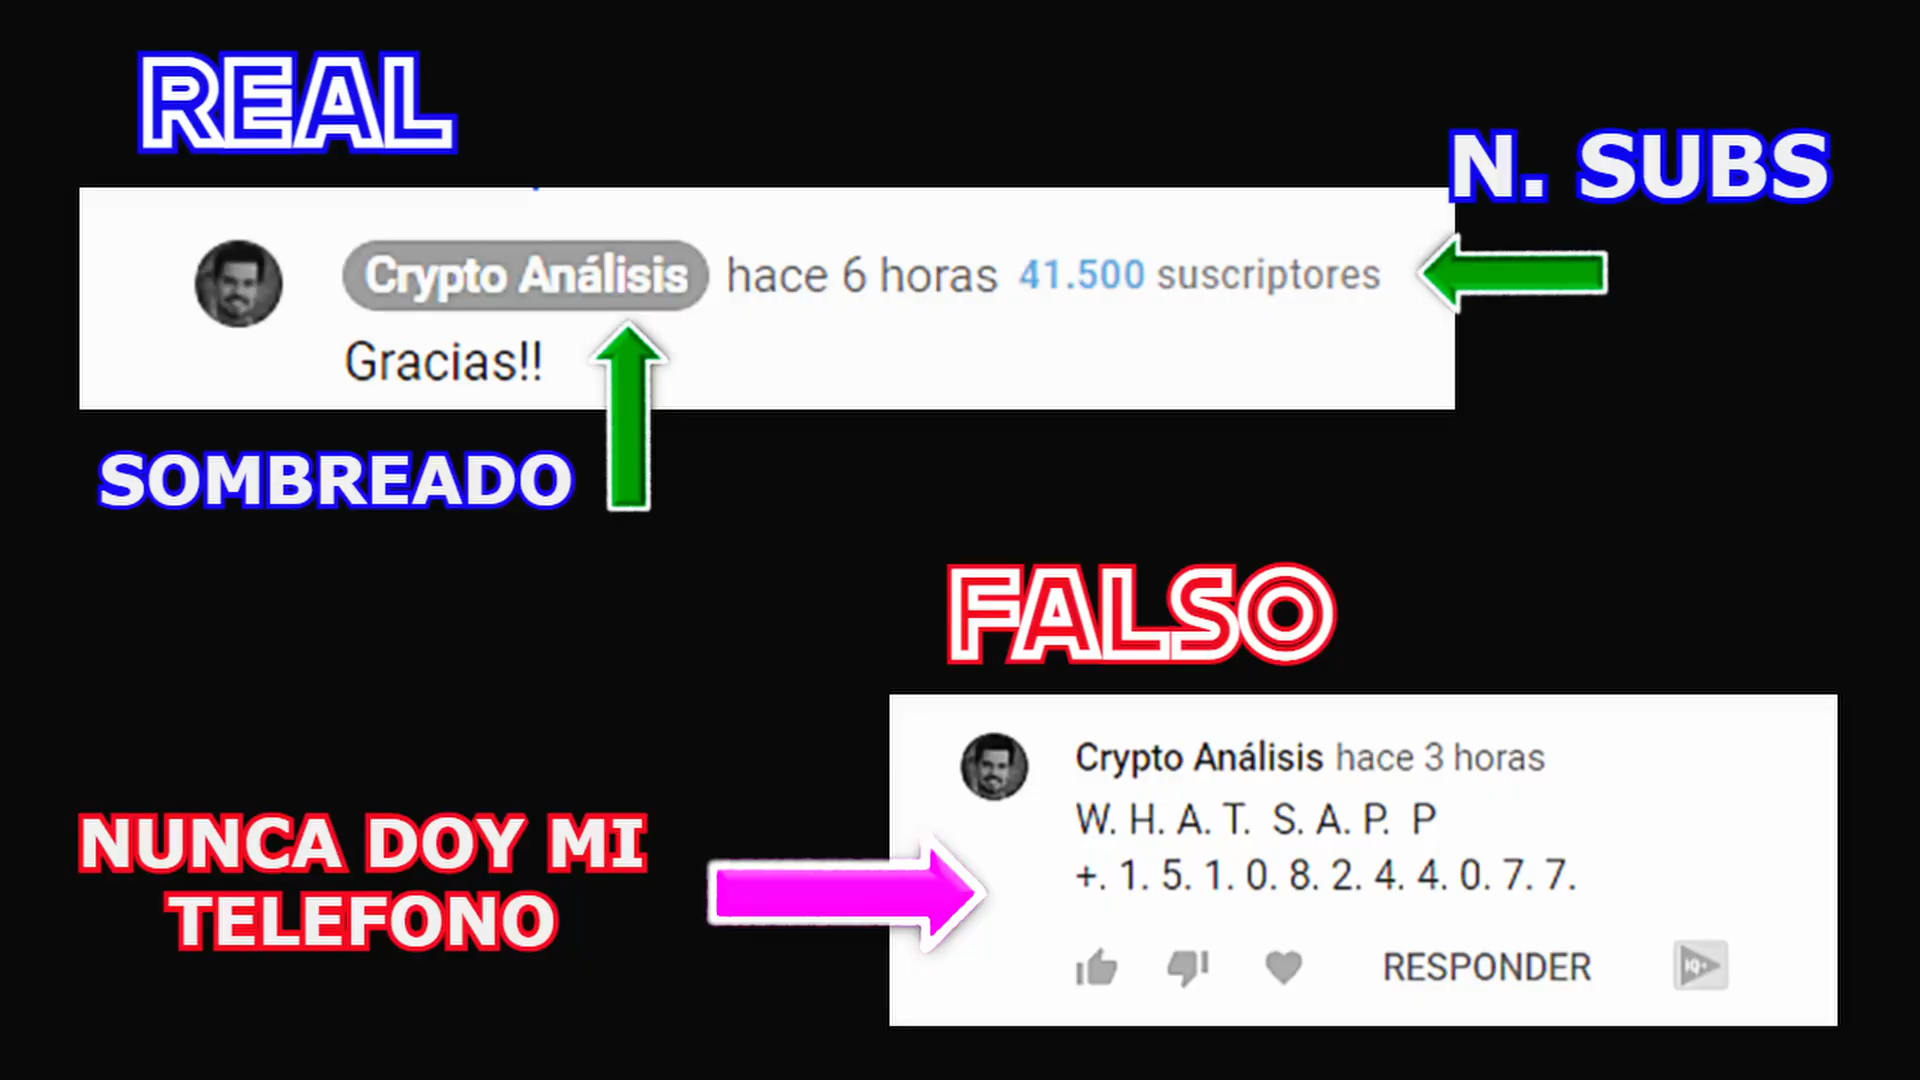 REAL
N. SUBS
Crypto Análisis hace 6 horas 41.500 suscriptores
Gracias!!
SOMBREADO
FALSO
Crypto Análisis hace 3 horas
W. H. A. T.  S. A. P.  P
+. 1. 5. 1. 0. 8. 2. 4. 4. 0. 7. 7.
NUNCA DOY MI
TELEFONO
RESPONDER
IQ+